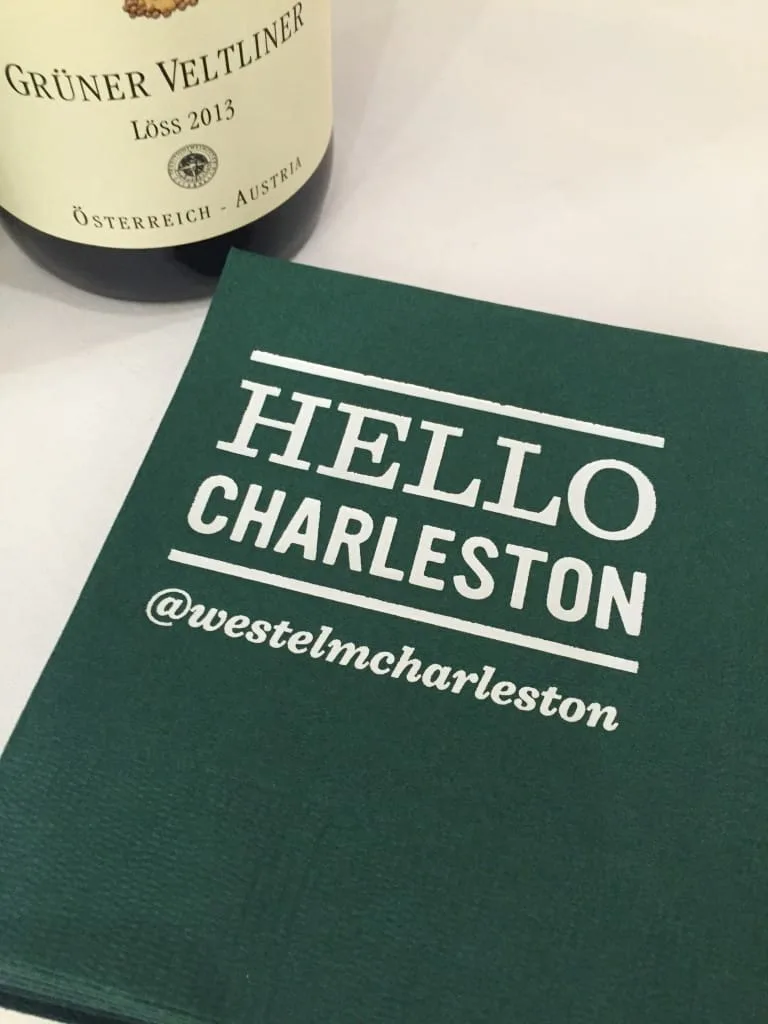 GRÜNER VELTLINER
LÖSS 2013
ÖSTERREICH - AUSTRIA
HELLO
CHARLESTON
@westelmcharleston